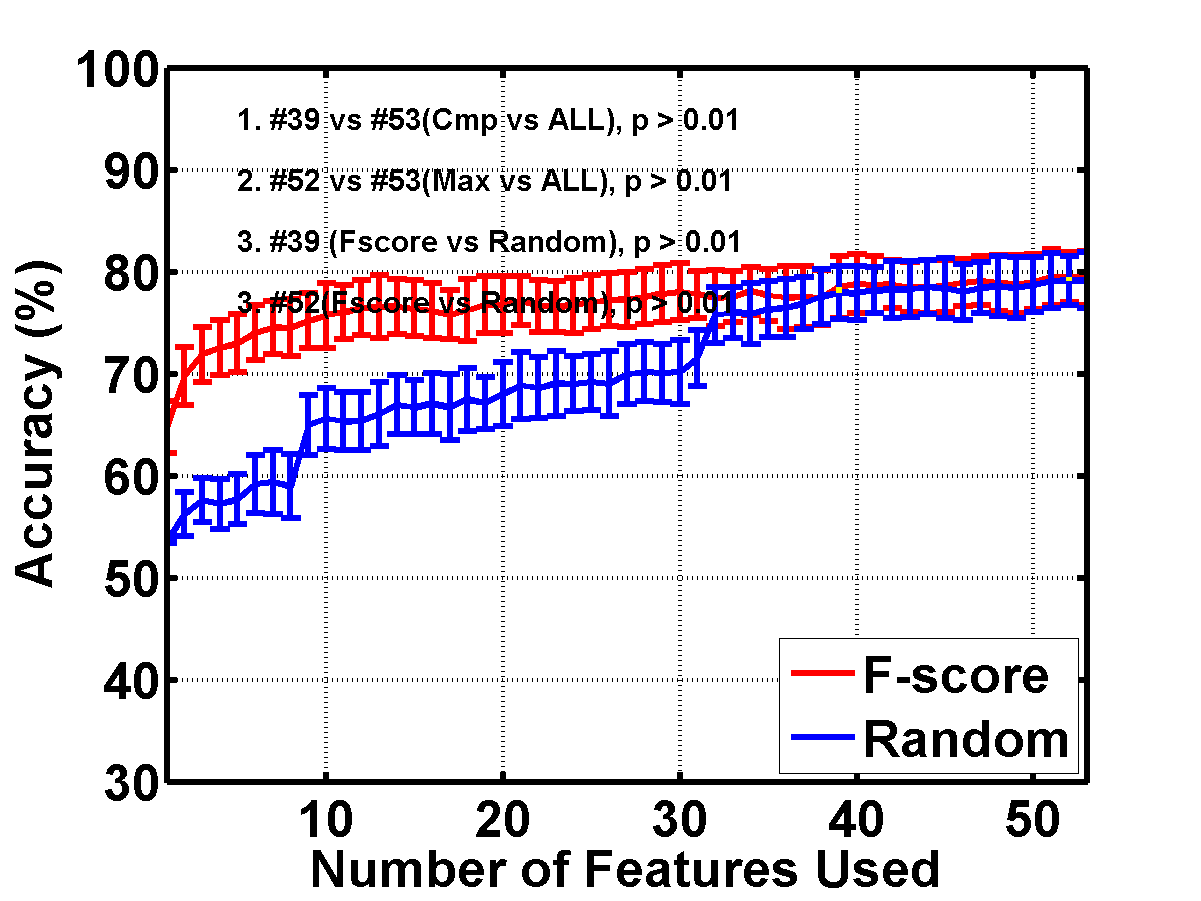 100
1. #39 vs #53(Cmp vs ALL), p > 0.01
90
2. #52 vs #53(Max vs ALL), p > 0.01
3. #39 (Fscore vs Random), p > 0.01
80
3. #52(Fscore vs Random), p > 0.01
70
60
50
40
30
Accuracy (%)
F-score
Random
10 20 30 40 50
Number of Features Used